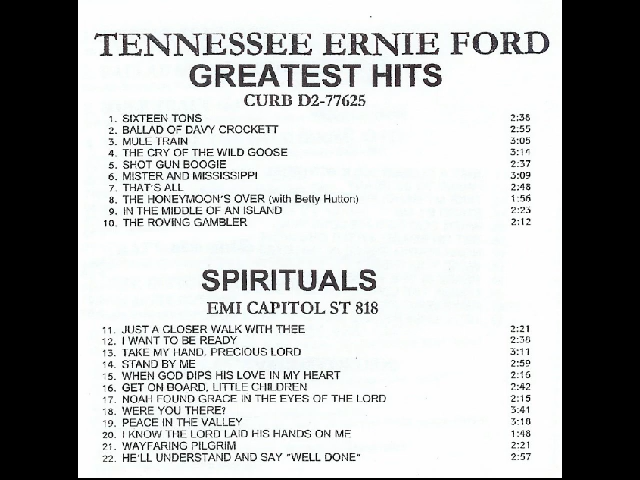 TENNESSEE ERNIE FORD
GREATEST HITS
CURB D2-77625
1. SIXTEEN TONS 2:38
2. BALLAD OF DAVY CROCKETT 2:55
3. MULE TRAIN 3:05
4. THE CRY OF THE WILD GOOSE 3:14
5. SHOT GUN BOOGIE 2:37
6. MISTER AND MISSISSIPPI 3:09
7. THAT'S ALL 2:48
8. THE HONEYMOON'S OVER (with Betty Hutton) 1:56
9. IN THE MIDDLE OF AN ISLAND 2:23
10. THE ROVING GAMBLER 2:12
SPIRITUALS
EMI CAPITOL ST 818
11. JUST A CLOSER WALK WITH THEE 2:21
12. I WANT TO BE READY 2:38
13. TAKE MY HAND, PRECIOUS LORD 3:11
14. STAND BY ME 2:59
15. WHEN GOD DIPS HIS LOVE IN MY HEART 2:16
16. GET ON BOARD, LITTLE CHILDREN 2:42
17. NOAH FOUND GRACE IN THE EYES OF THE LORD 2:15
18. WERE YOU THERE? 3:41
19. PEACE IN THE VALLEY 3:18
20. I KNOW THE LORD LAID HIS HANDS ON ME 1:48
21. WAYFARING PILGRIM 2:21
22. HE'LL UNDERSTAND AND SAY "WELL DONE" 2:57